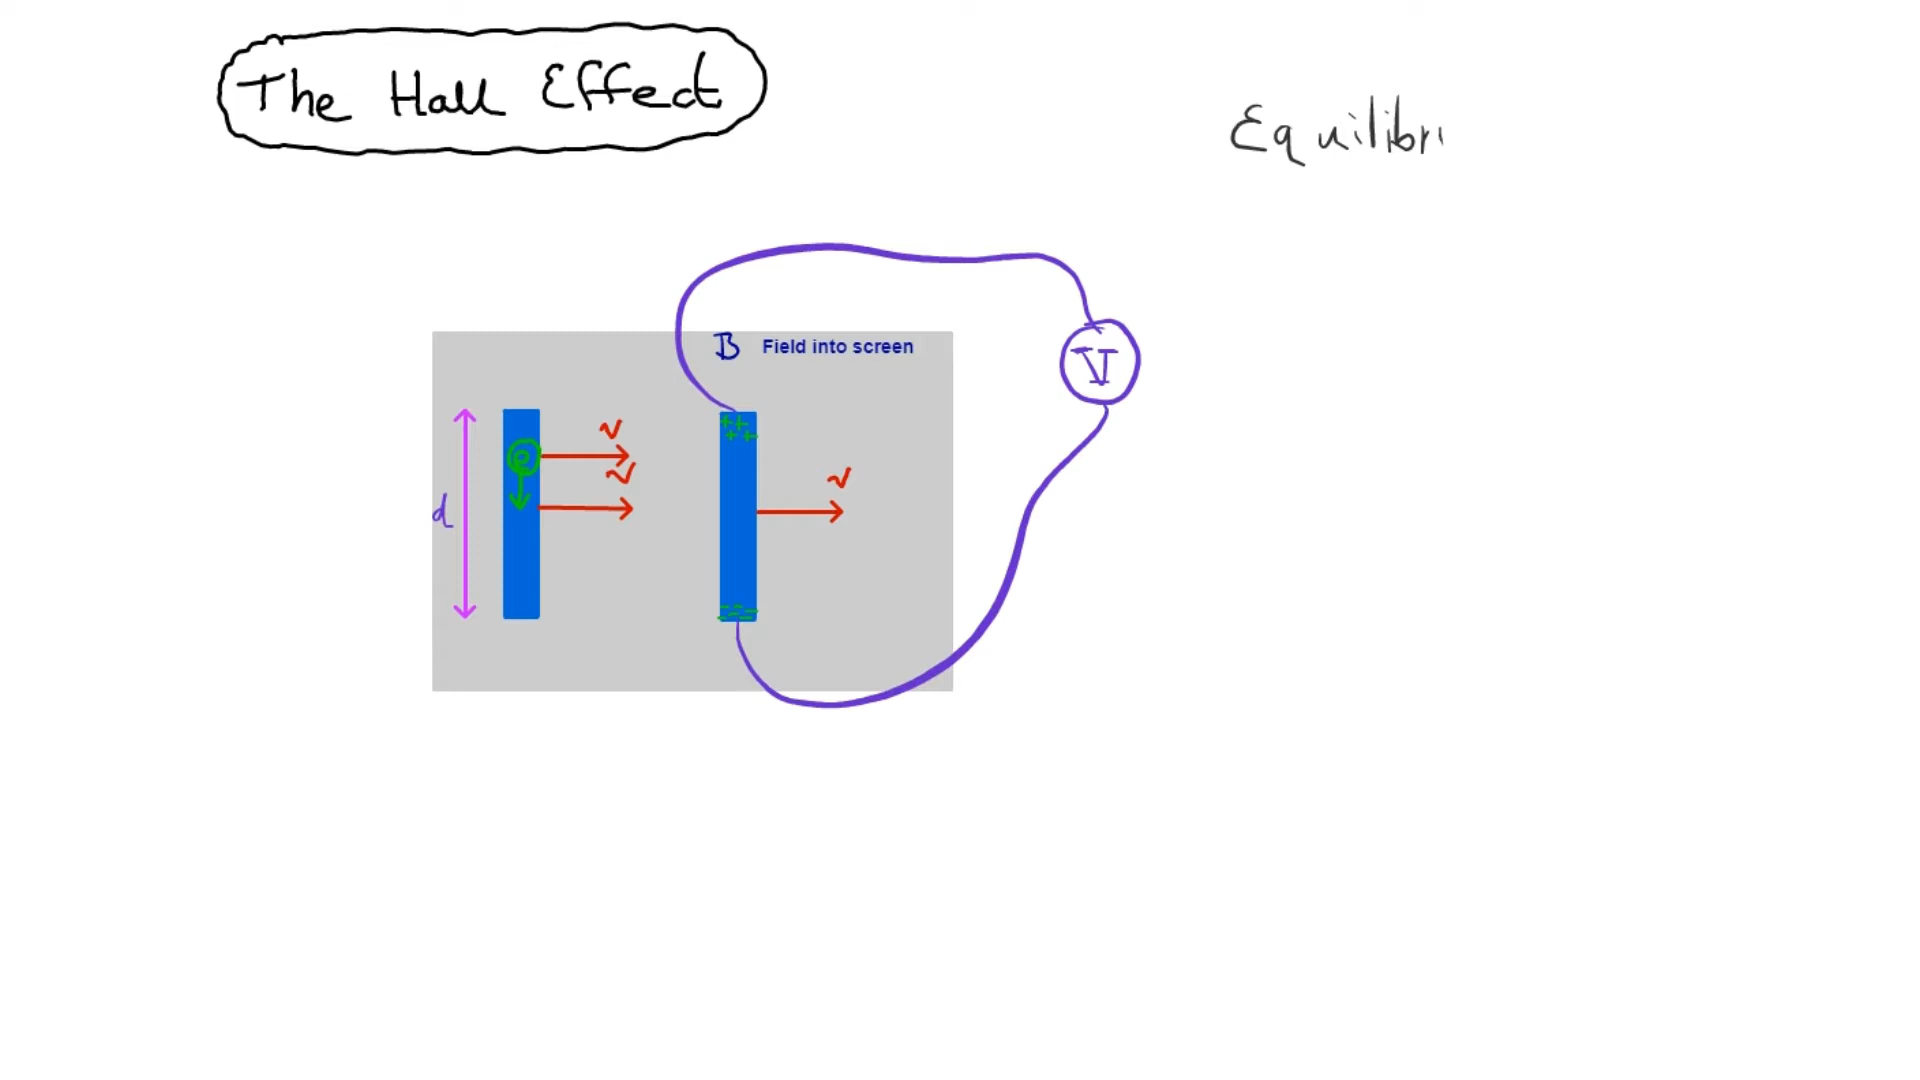 The Hall Effect
Equilibri
B Field into screen
V
v
e
v
v
d
++
++